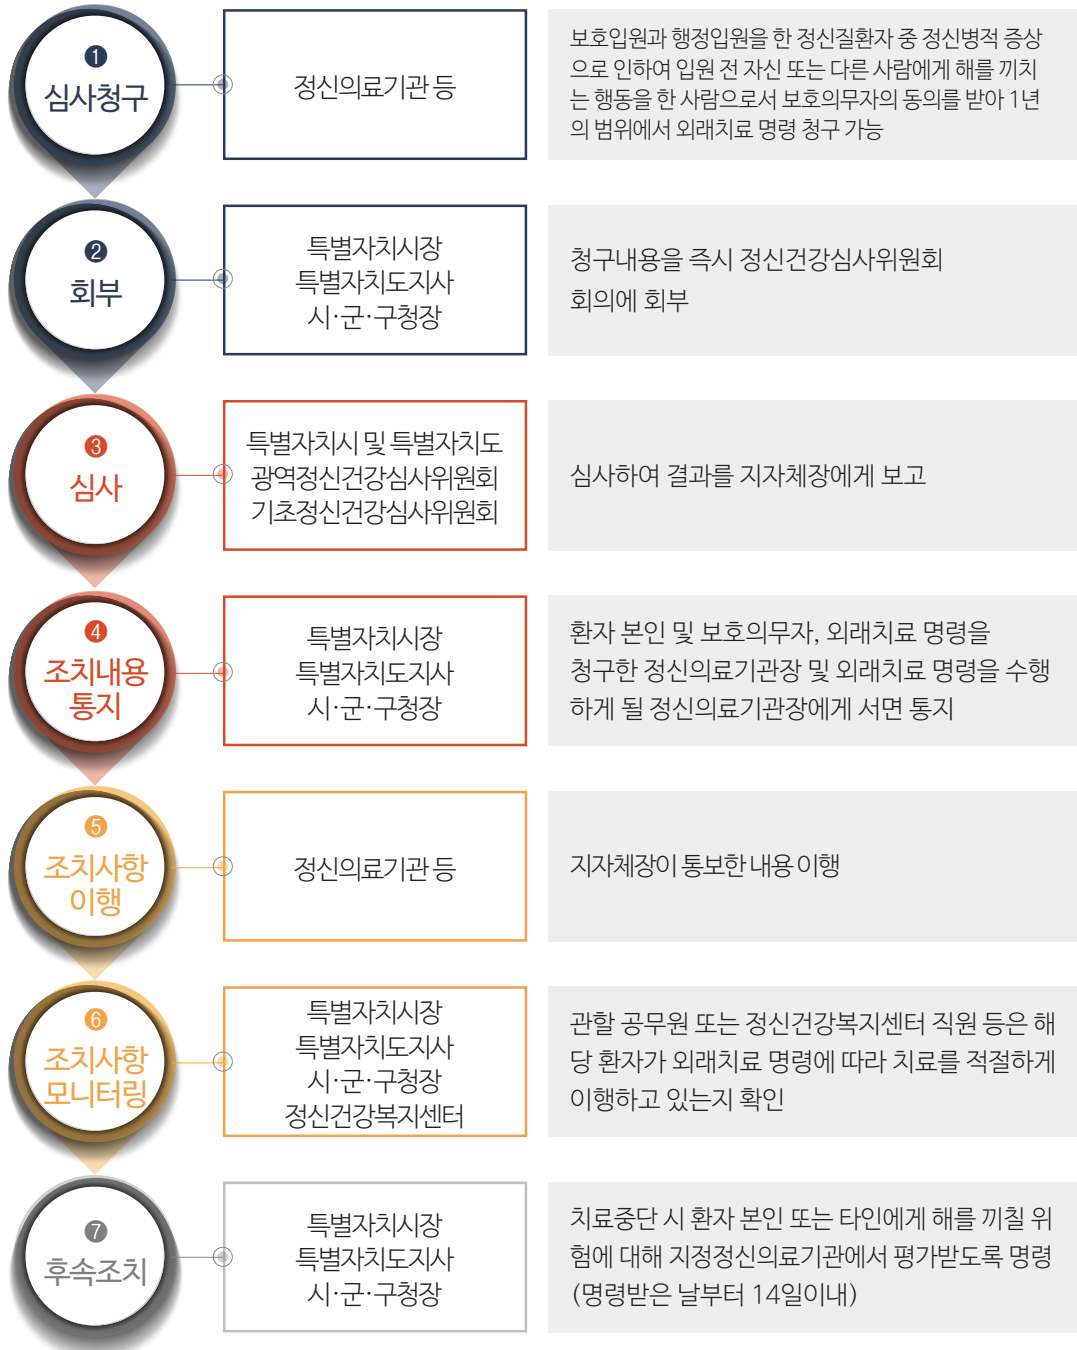 ❶
심사청구
정신의료기관 등
보호입원과 행정입원을 한 정신질환자 중 정신병적 증상
으로 인하여 입원 전 자신 또는 다른 사람에게 해를 끼치
는 행동을 한 사람으로서 보호의무자의 동의를 받아 1년
의 범위에서 외래치료 명령 청구 가능
❷
회부
특별자치시장
특별자치도지사
시·군·구청장
청구내용을 즉시 정신건강심사위원회
회의에 회부
❸
심사
특별자치시 및 특별자치도
광역정신건강심사위원회
기초정신건강심사위원회
심사하여 결과를 지자체장에게 보고
❹
조치내용
통지
특별자치시장
특별자치도지사
시·군·구청장
환자 본인 및 보호의무자, 외래치료 명령을
청구한 정신의료기관장 및 외래치료 명령을 수행
하게 될 정신의료기관장에게 서면 통지
❺
조치사항
이행
정신의료기관 등
지자체장이 통보한 내용 이행
❻
조치사항
모니터링
특별자치시장
특별자치도지사
시·군·구청장
정신건강복지센터
관할 공무원 또는 정신건강복지센터 직원 등은 해
당 환자가 외래치료 명령에 따라 치료를 적절하게
이행하고 있는지 확인
❼
후속조치
특별자치시장
특별자치도지사
시·군·구청장
치료중단 시 환자 본인 또는 타인에게 해를 끼칠 위
험에 대해 지정정신의료기관에서 평가받도록 명령
(명령받은 날부터 14일이내)